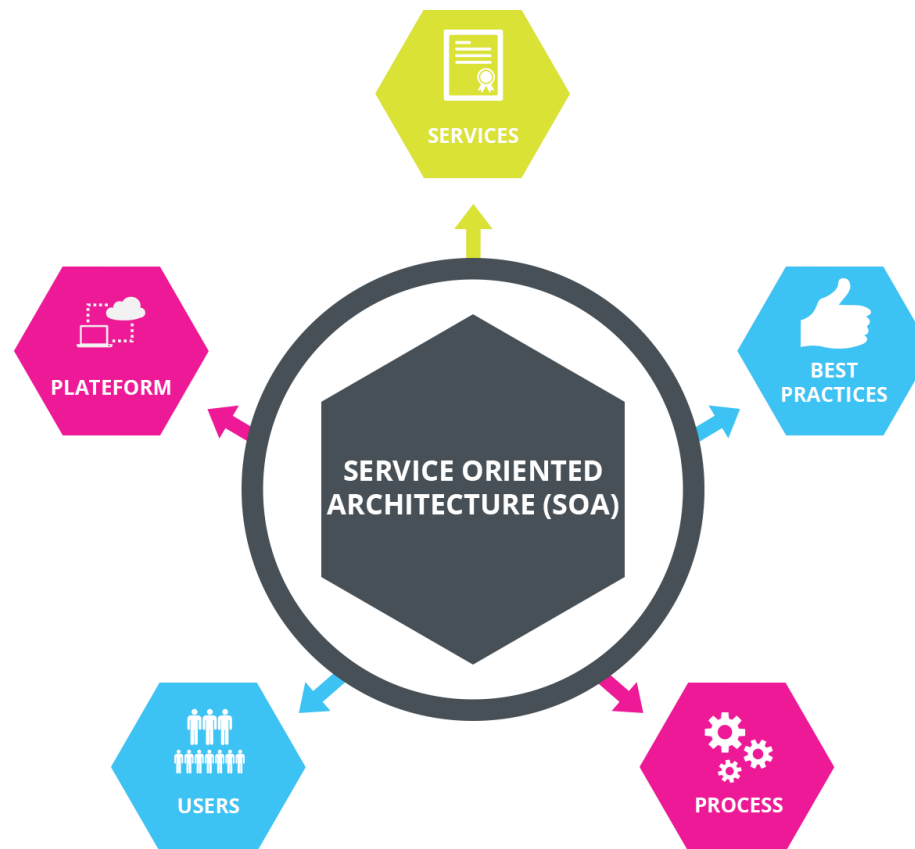 SERVICES
PLATEFORM
BEST
PRACTICES
SERVICE ORIENTED
ARCHITECTURE (SOA)
USERS
PROCESS